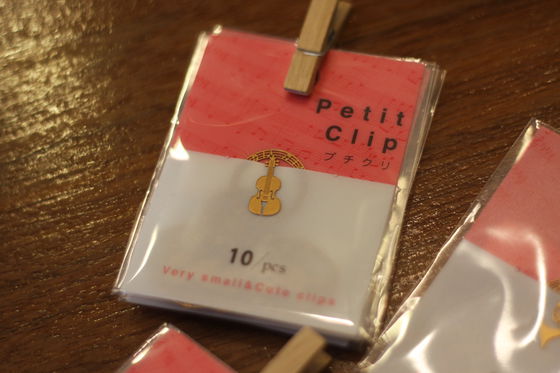 Petit
Clip
プチクリ
10/pcs
Very small&Cute clips